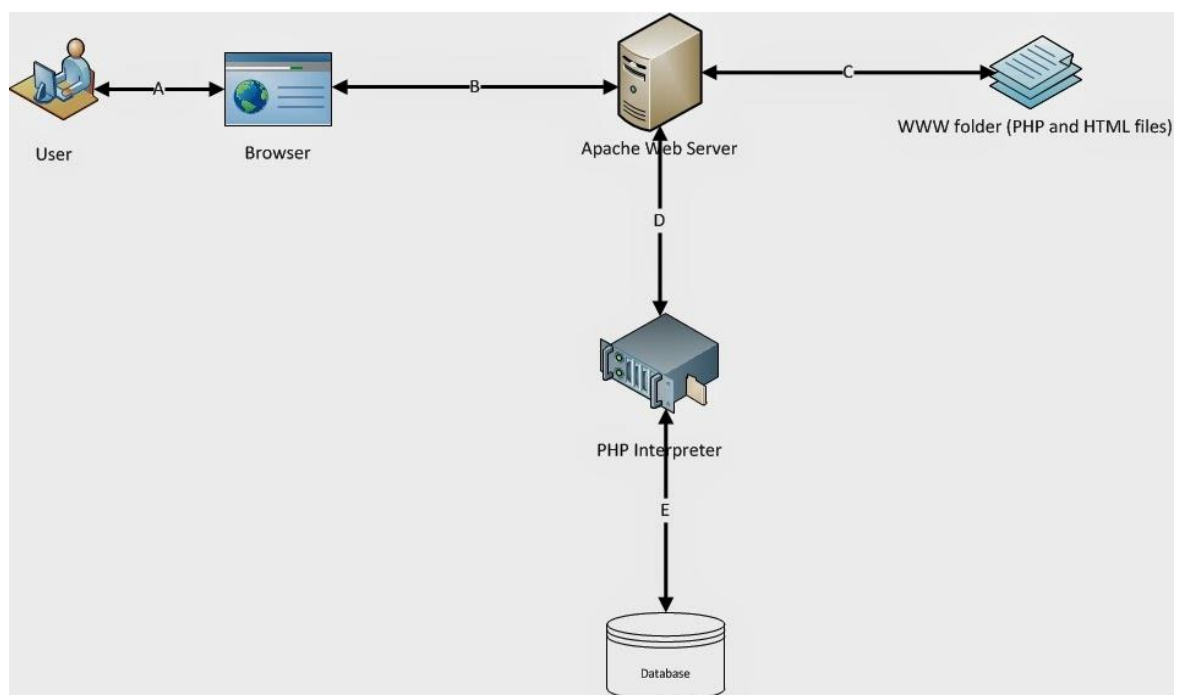 A
B
C
User
Browser
Apache Web Server
WWW folder (PHP and HTML files)
D
PHP Interpreter
E
Database